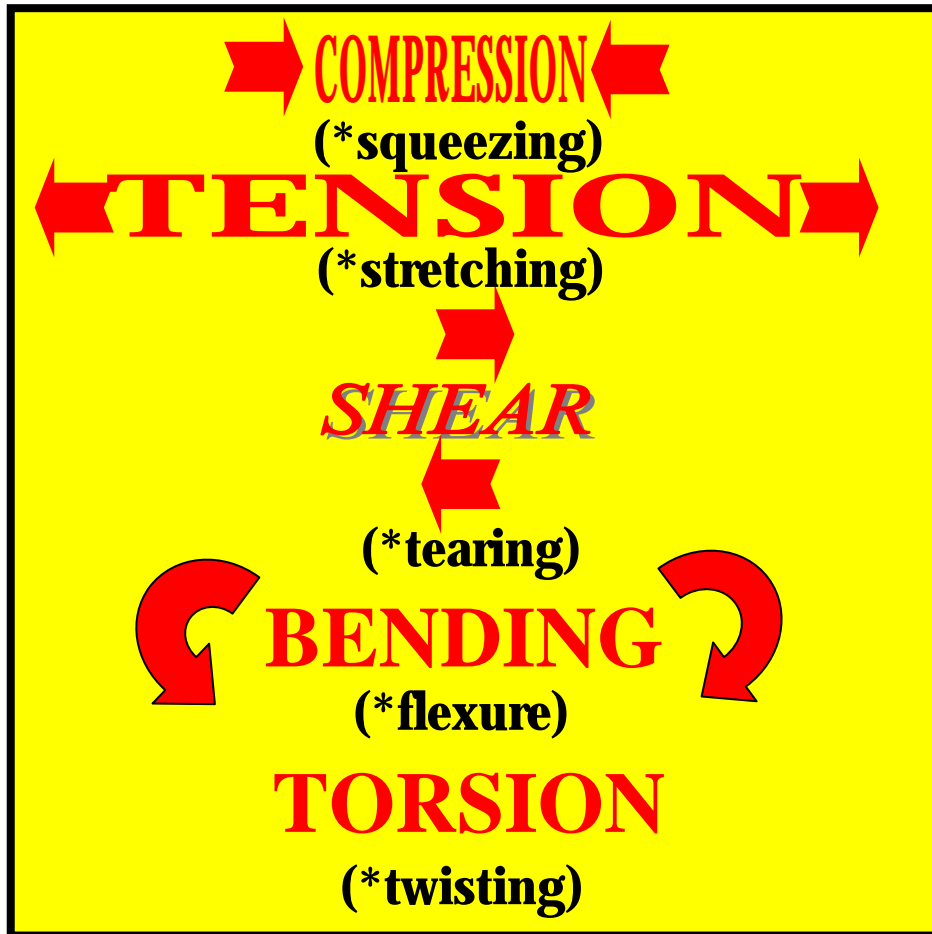 COMPRESSION
(*squeezing)
TENSION
(*stretching)
SHEAR
(*tearing)
BENDING
(*flexure)
TORSION
(*twisting)